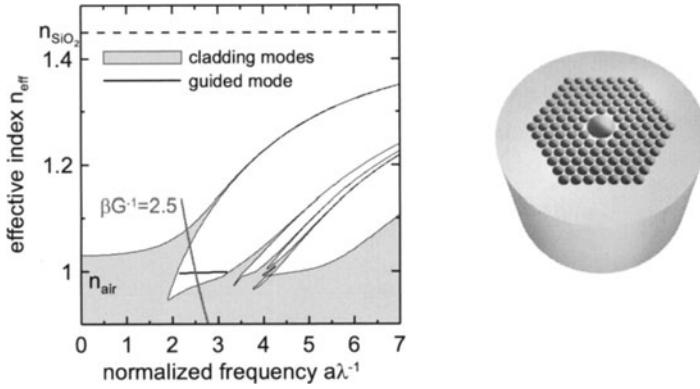 n_SiO₂
1.4
1.2
1
n_air
effective index n_eff
cladding modes
guided mode
βG⁻¹=2.5
0 1 2 3 4 5 6 7
normalized frequency aλ⁻¹